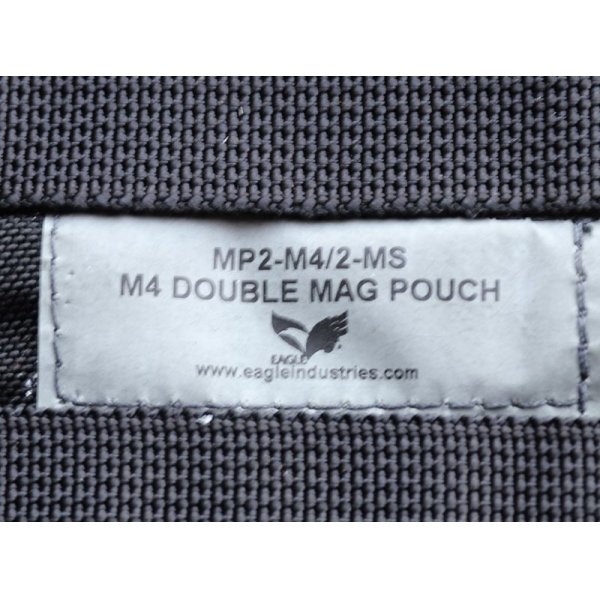 MP2-M4/2-MS
M4 DOUBLE MAG POUCH
EAGLE
www.eagleindustries.com